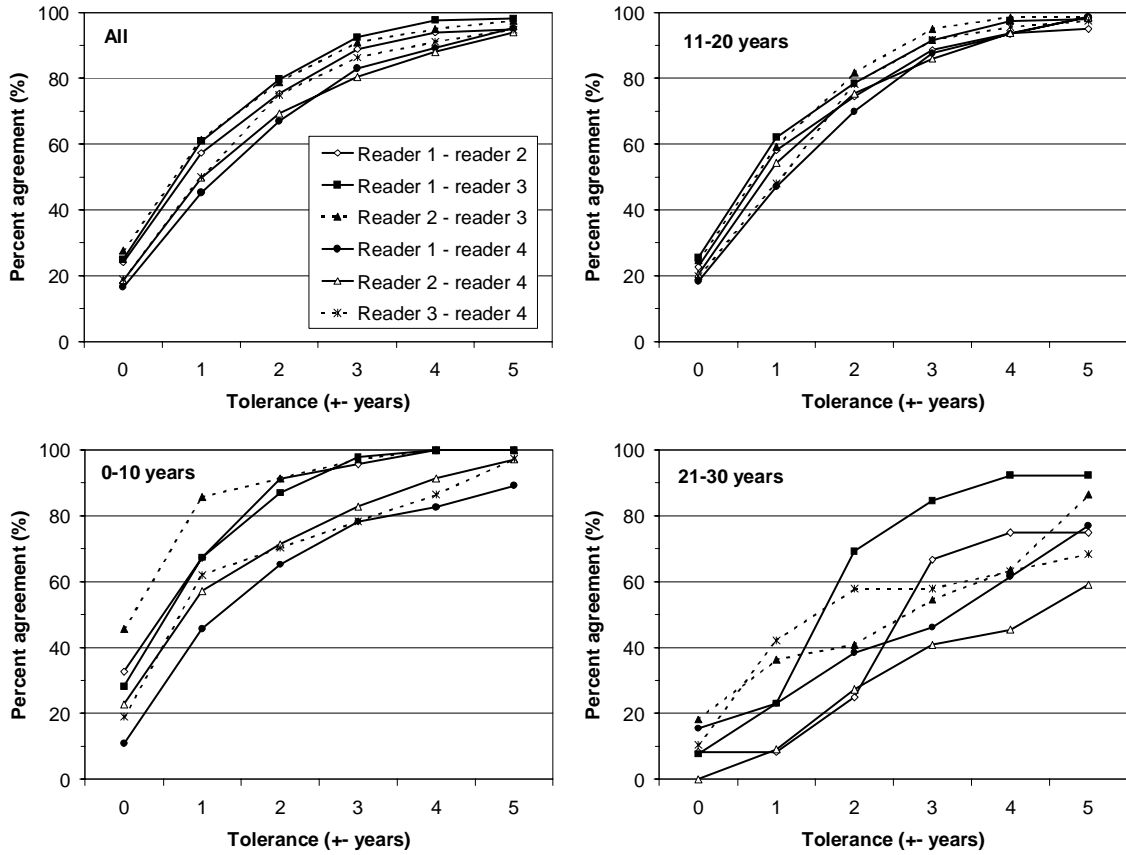 All
Percent agreement (%)
100
80
60
40
20
0
Reader 1 - reader 2
Reader 1 - reader 3
Reader 2 - reader 3
Reader 1 - reader 4
Reader 2 - reader 4
Reader 3 - reader 4
0 1 2 3 4 5
Tolerance (+- years)
11-20 years
Percent agreement (%)
100
80
60
40
20
0
0 1 2 3 4 5
Tolerance (+- years)
0-10 years
Percent agreement (%)
100
80
60
40
20
0
0 1 2 3 4 5
Tolerance (+- years)
21-30 years
Percent agreement (%)
100
80
60
40
20
0
0 1 2 3 4 5
Tolerance (+- years)